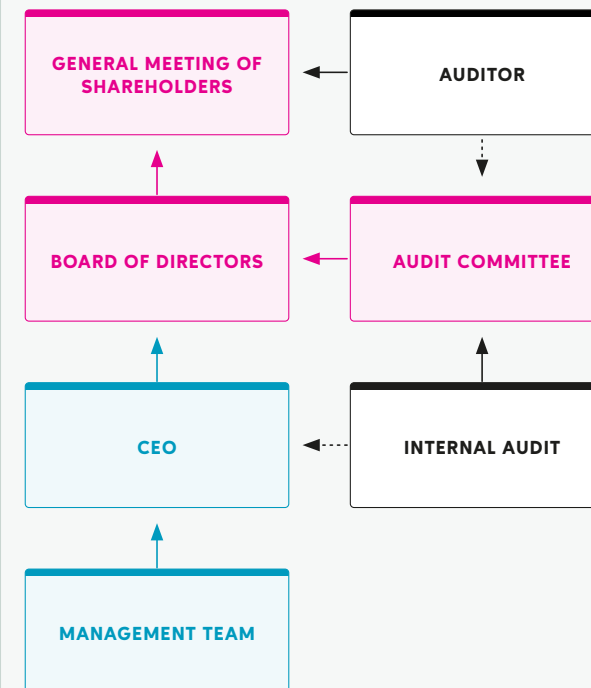 GENERAL MEETING OF
SHAREHOLDERS
AUDITOR
BOARD OF DIRECTORS
AUDIT COMMITTEE
CEO
INTERNAL AUDIT
MANAGEMENT TEAM